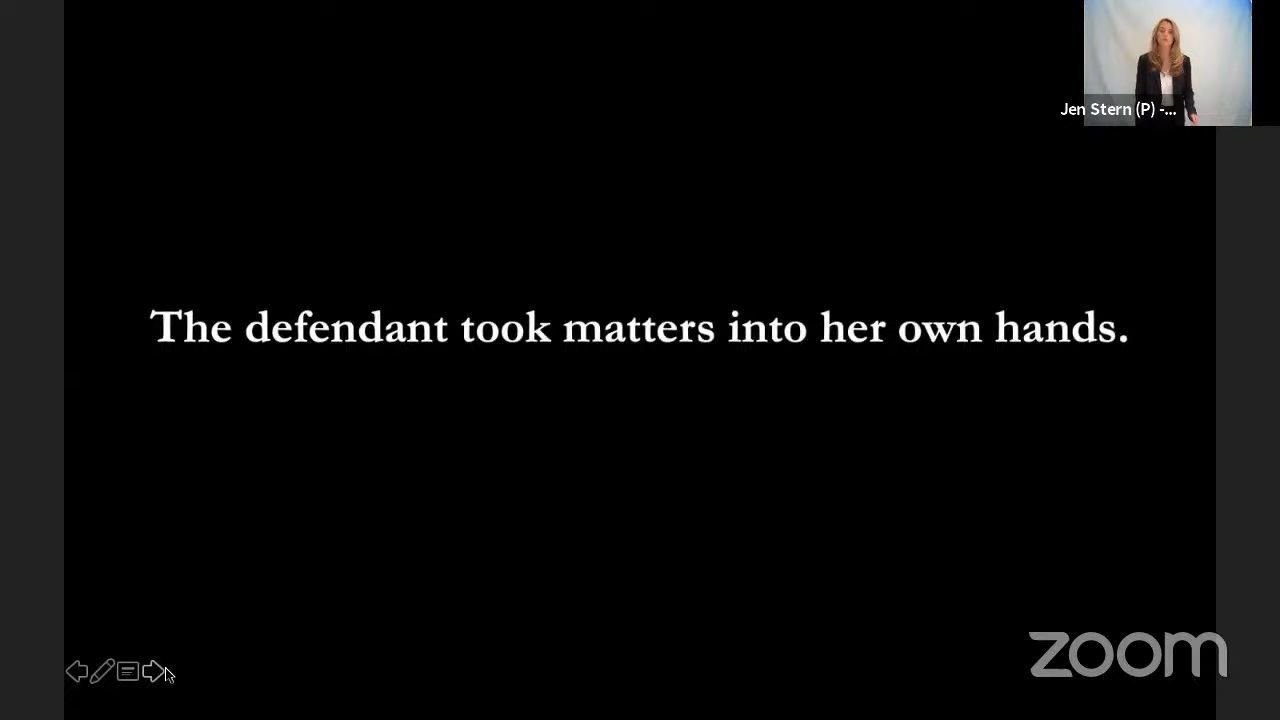 Jen Stern (P) -...
The defendant took matters into her own hands.
zoom